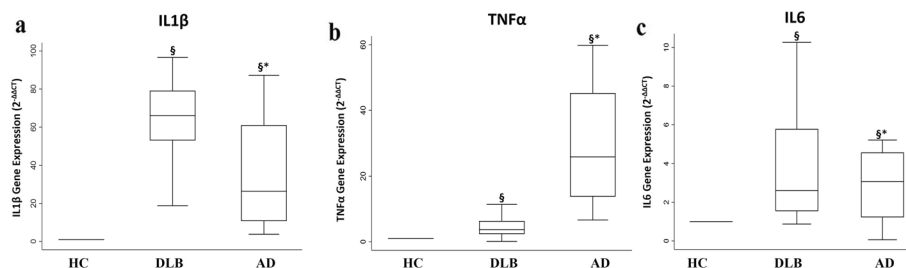 a
IL1β
IL1β Gene Expression (2-ΔΔCT)
100
80
60
40
20
0
§
§*
HC DLB AD
b
TNFα
TNFα Gene Expression (2-ΔΔCT)
60
40
20
0
§
§*
HC DLB AD
c
IL6
IL6 Gene Expression (2-ΔΔCT)
10
8
6
4
2
0
§
§*
HC DLB AD